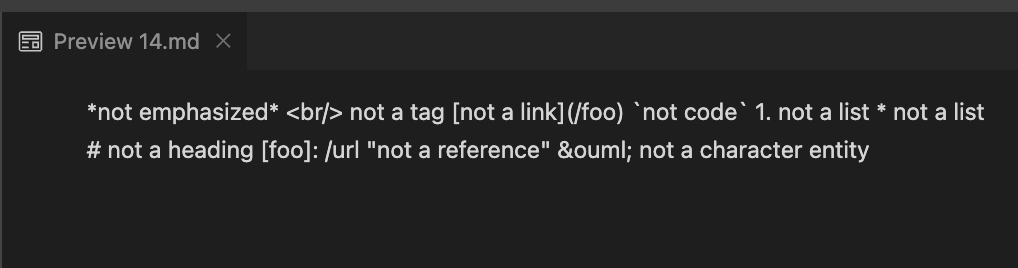 Preview 14.md
*not emphasized* <br/> not a tag [not a link](/foo) `not code` 1. not a list * not a list
# not a heading [foo]: /url "not a reference" &ouml; not a character entity